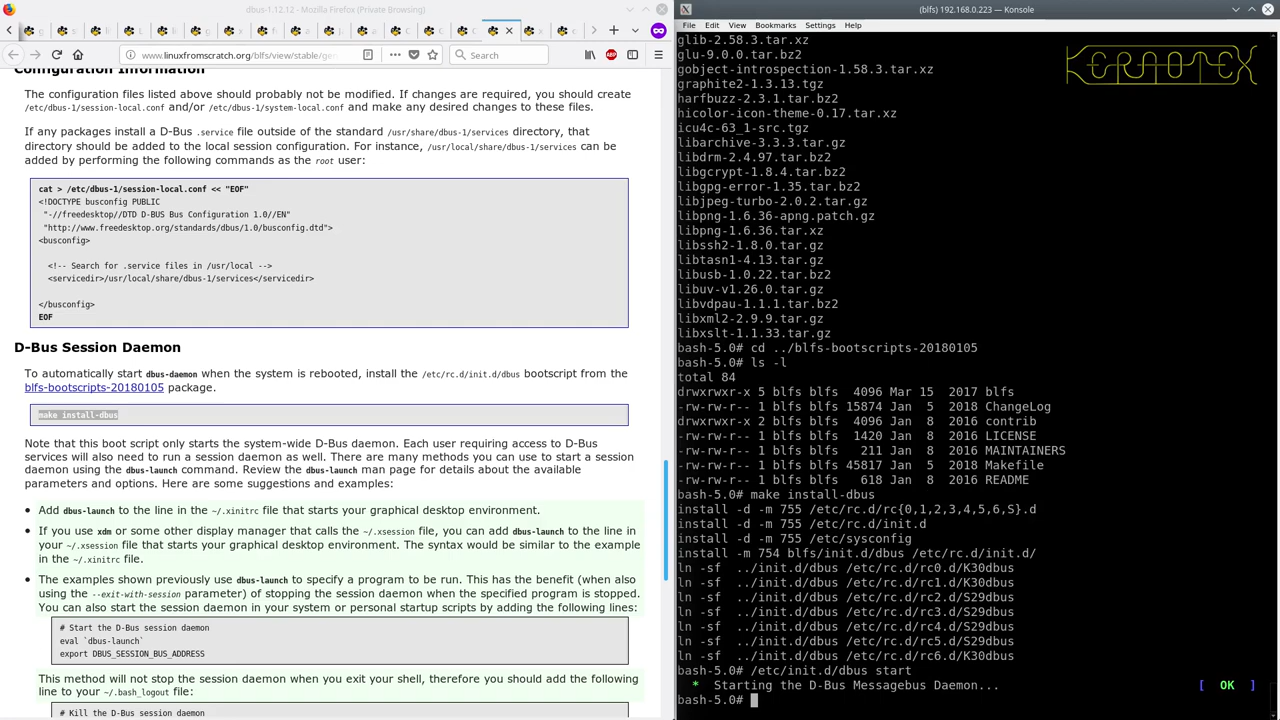 dbus-1.12.12 - Mozilla Firefox (Private Browsing)
www.linuxfromscratch.org/blfs/view/stable/gen
Search
Configuration Information
The configuration files listed above should probably not be modified. If changes are required, you should create
/etc/dbus-1/session-local.conf and/or /etc/dbus-1/system-local.conf and make any desired changes to these files.
If any packages install a D-Bus .service file outside of the standard /usr/share/dbus-1/services directory, that
directory should be added to the local session configuration. For instance, /usr/local/share/dbus-1/services can be
added by performing the following commands as the root user:
cat > /etc/dbus-1/session-local.conf << "EOF"
<!DOCTYPE busconfig PUBLIC
"-//freedesktop//DTD D-BUS Bus Configuration 1.0//EN"
"http://www.freedesktop.org/standards/dbus/1.0/busconfig.dtd">
<busconfig>
<!-- Search for .service files in /usr/local -->
<servicedir>/usr/local/share/dbus-1/services</servicedir>
</busconfig>
EOF
D-Bus Session Daemon
To automatically start dbus-daemon when the system is rebooted, install the /etc/rc.d/init.d/dbus bootscript from the
blfs-bootscripts-20180105 package.
make install-dbus
Note that this boot script only starts the system-wide D-Bus daemon. Each user requiring access to D-Bus
services will also need to run a session daemon as well. There are many methods you can use to start a session
daemon using the dbus-launch command. Review the dbus-launch man page for details about the available
parameters and options. Here are some suggestions and examples:
Add dbus-launch to the line in the ~/.xinitrc file that starts your graphical desktop environment.
If you use xdm or some other display manager that calls the ~/.xsession file, you can add dbus-launch to the line in
your ~/.xsession file that starts your graphical desktop environment. The syntax would be similar to the example
in the ~/.xinitrc file.
The examples shown previously use dbus-launch to specify a program to be run. This has the benefit (when also
using the --exit-with-session parameter) of stopping the session daemon when the specified program is stopped.
You can also start the session daemon in your system or personal startup scripts by adding the following lines:
# Start the D-Bus session daemon
eval `dbus-launch`
export DBUS_SESSION_BUS_ADDRESS
This method will not stop the session daemon when you exit your shell, therefore you should add the following
line to your ~/.bash_logout file:
# Kill the D-Bus session daemon
(blfs) 192.168.0.223 — Konsole
File Edit View Bookmarks Settings Help
KERAOTEX
glib-2.58.3.tar.xz
glu-9.0.0.tar.bz2
gobject-introspection-1.58.3.tar.xz
graphite2-1.3.13.tgz
harfbuzz-2.3.1.tar.bz2
hicolor-icon-theme-0.17.tar.xz
icu4c-63_1-src.tgz
libarchive-3.3.3.tar.gz
libdrm-2.4.97.tar.bz2
libgcrypt-1.8.4.tar.bz2
libgpg-error-1.35.tar.bz2
libjpeg-turbo-2.0.2.tar.gz
libpng-1.6.36-apng.patch.gz
libpng-1.6.36.tar.xz
libssh2-1.8.0.tar.gz
libtasn1-4.13.tar.gz
libusb-1.0.22.tar.bz2
libuv-v1.26.0.tar.gz
libvdpau-1.1.1.tar.bz2
libxml2-2.9.9.tar.gz
libxslt-1.1.33.tar.gz
bash-5.0# cd ../blfs-bootscripts-20180105
bash-5.0# ls -l
total 84
drwxrwxr-x 5 blfs blfs 4096 Mar 15 2017 blfs
-rw-rw-r-- 1 blfs blfs 15874 Jan 5 2018 ChangeLog
drwxrwxr-x 2 blfs blfs 4096 Jan 8 2016 contrib
-rw-rw-r-- 1 blfs blfs 1420 Jan 8 2016 LICENSE
-rw-rw-r-- 1 blfs blfs 211 Jan 8 2016 MAINTAINERS
-rw-rw-r-- 1 blfs blfs 45817 Jan 5 2018 Makefile
-rw-rw-r-- 1 blfs blfs 618 Jan 8 2016 README
bash-5.0# make install-dbus
install -d -m 755 /etc/rc.d/rc{0,1,2,3,4,5,6,S}.d
install -d -m 755 /etc/rc.d/init.d
install -d -m 755 /etc/sysconfig
install -m 754 blfs/init.d/dbus /etc/rc.d/init.d/
ln -sf ../init.d/dbus /etc/rc.d/rc0.d/K30dbus
ln -sf ../init.d/dbus /etc/rc.d/rc1.d/K30dbus
ln -sf ../init.d/dbus /etc/rc.d/rc2.d/S29dbus
ln -sf ../init.d/dbus /etc/rc.d/rc3.d/S29dbus
ln -sf ../init.d/dbus /etc/rc.d/rc4.d/S29dbus
ln -sf ../init.d/dbus /etc/rc.d/rc5.d/S29dbus
ln -sf ../init.d/dbus /etc/rc.d/rc6.d/K30dbus
bash-5.0# /etc/init.d/dbus start
* Starting the D-Bus Messagebus Daemon... [ OK ]
bash-5.0#